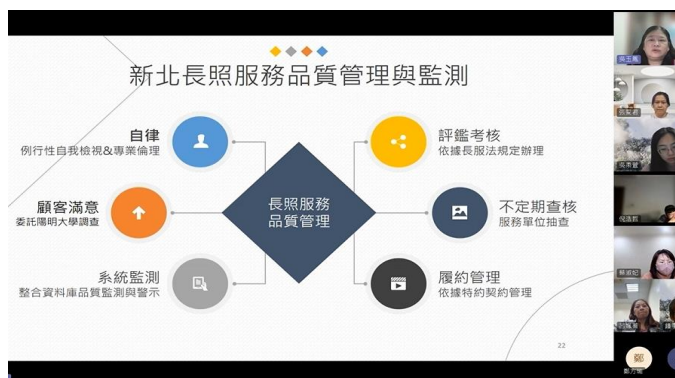 新北長照服務品質管理與監測
自律
例行性自我檢視&專業倫理
顧客滿意
委託陽明大學調查
系統監測
整合資料庫品質監測與警示
長照服務
品質管理
評鑑考核
依據長服法規定辦理
不定期查核
服務單位抽查
履約管理
依據特約契約管理
22
鄭